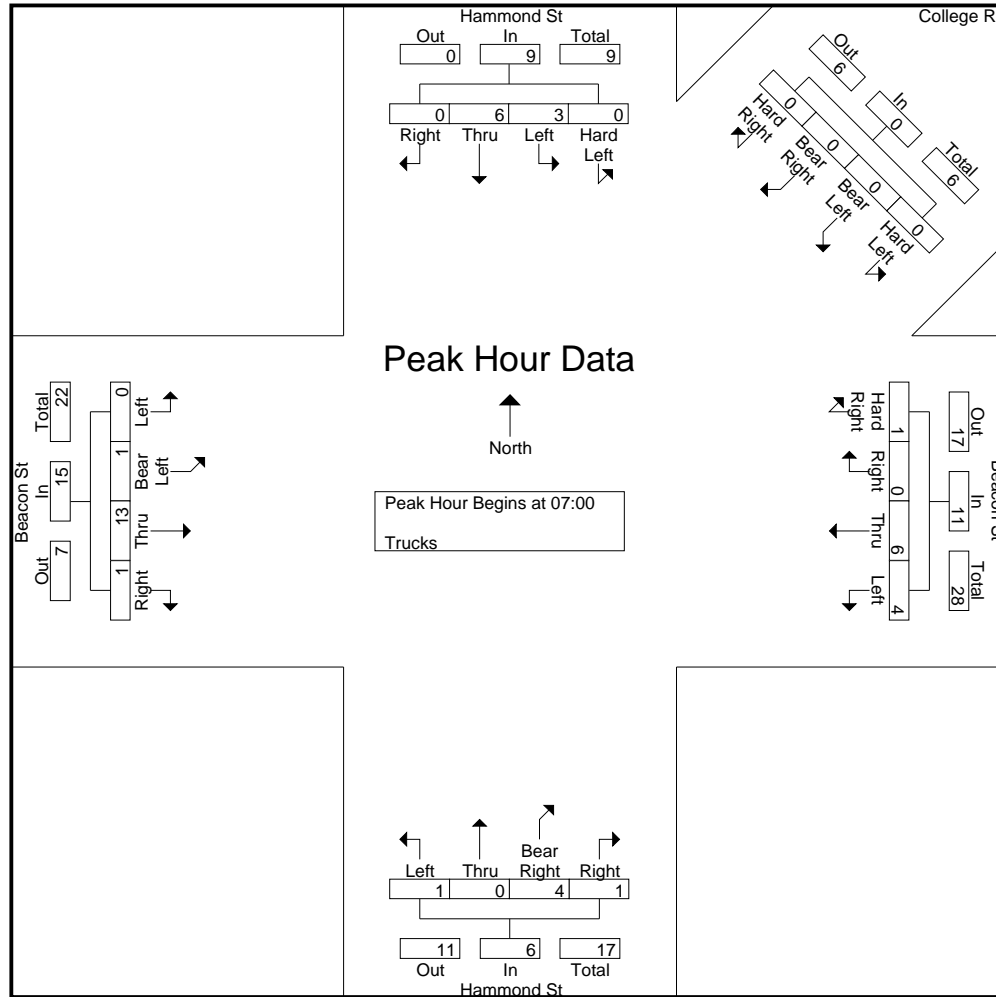 Hammond St
Out In Total
0 9 9
0 6 3 0
Right Thru Left Hard
Left
College R
Out
6
In
0
Total
6
0
Hard
Right
0
Bear
Right
0
Bear
Left
0
Hard
Left
Peak Hour Data
North
Peak Hour Begins at 07:00
Trucks
Beacon St
Total
22
In
15
Out
7
0
Left
1
Bear
Left
13
Thru
1
Right
Hard
Right
1
Right
0
Thru
6
Left
4
Out
17
In
11
Total
28
Beacon St
Bear
Left Thru Right Right
1 0 4 1
11 6 17
Out In Total
Hammond St